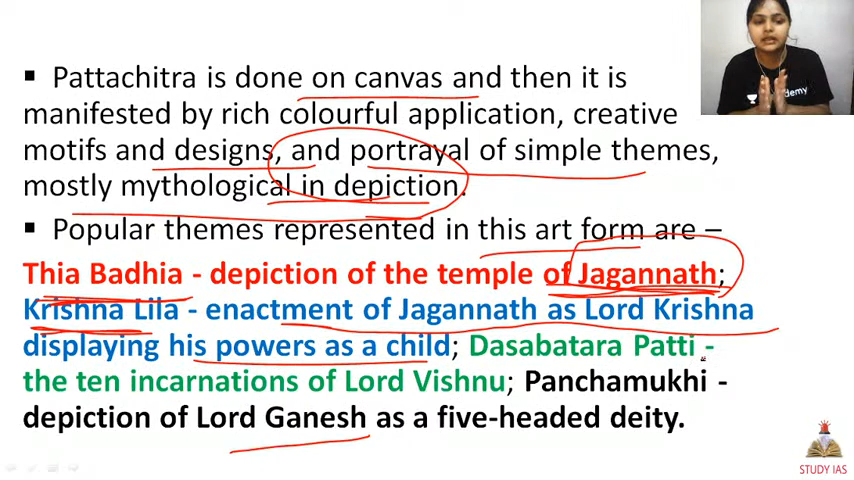 ▪ Pattachitra is done on canvas and then it is
manifested by rich colourful application, creative
motifs and designs, and portrayal of simple themes,
mostly mythological in depiction.
▪ Popular themes represented in this art form are –
Thia Badhia - depiction of the temple of Jagannath;
Krishna Lila - enactment of Jagannath as Lord Krishna
displaying his powers as a child; Dasabatara Patti -
the ten incarnations of Lord Vishnu; Panchamukhi -
depiction of Lord Ganesh as a five-headed deity.
STUDY IAS